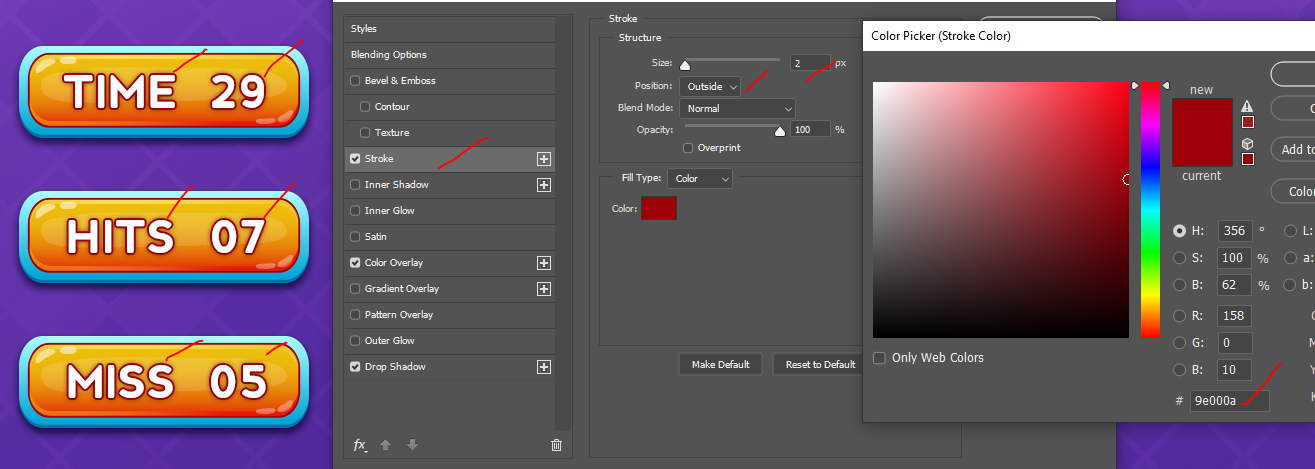 TIME 29
HITS 07
MISS 05
Styles
Blending Options
Bevel & Emboss
Contour
Texture
Stroke
Inner Shadow
Inner Glow
Satin
Color Overlay
Gradient Overlay
Pattern Overlay
Outer Glow
Drop Shadow
fx
Stroke
Structure
Size: 2 px
Position: Outside
Blend Mode: Normal
Opacity: 100 %
Overprint
Fill Type: Color
Color:
Make Default
Reset to Default
Color Picker (Stroke Color)
new
current
Add to
Color
Only Web Colors
H: 356 °
S: 100 %
B: 62 %
R: 158
G: 0
B: 10
# 9e000a
L:
a:
b: